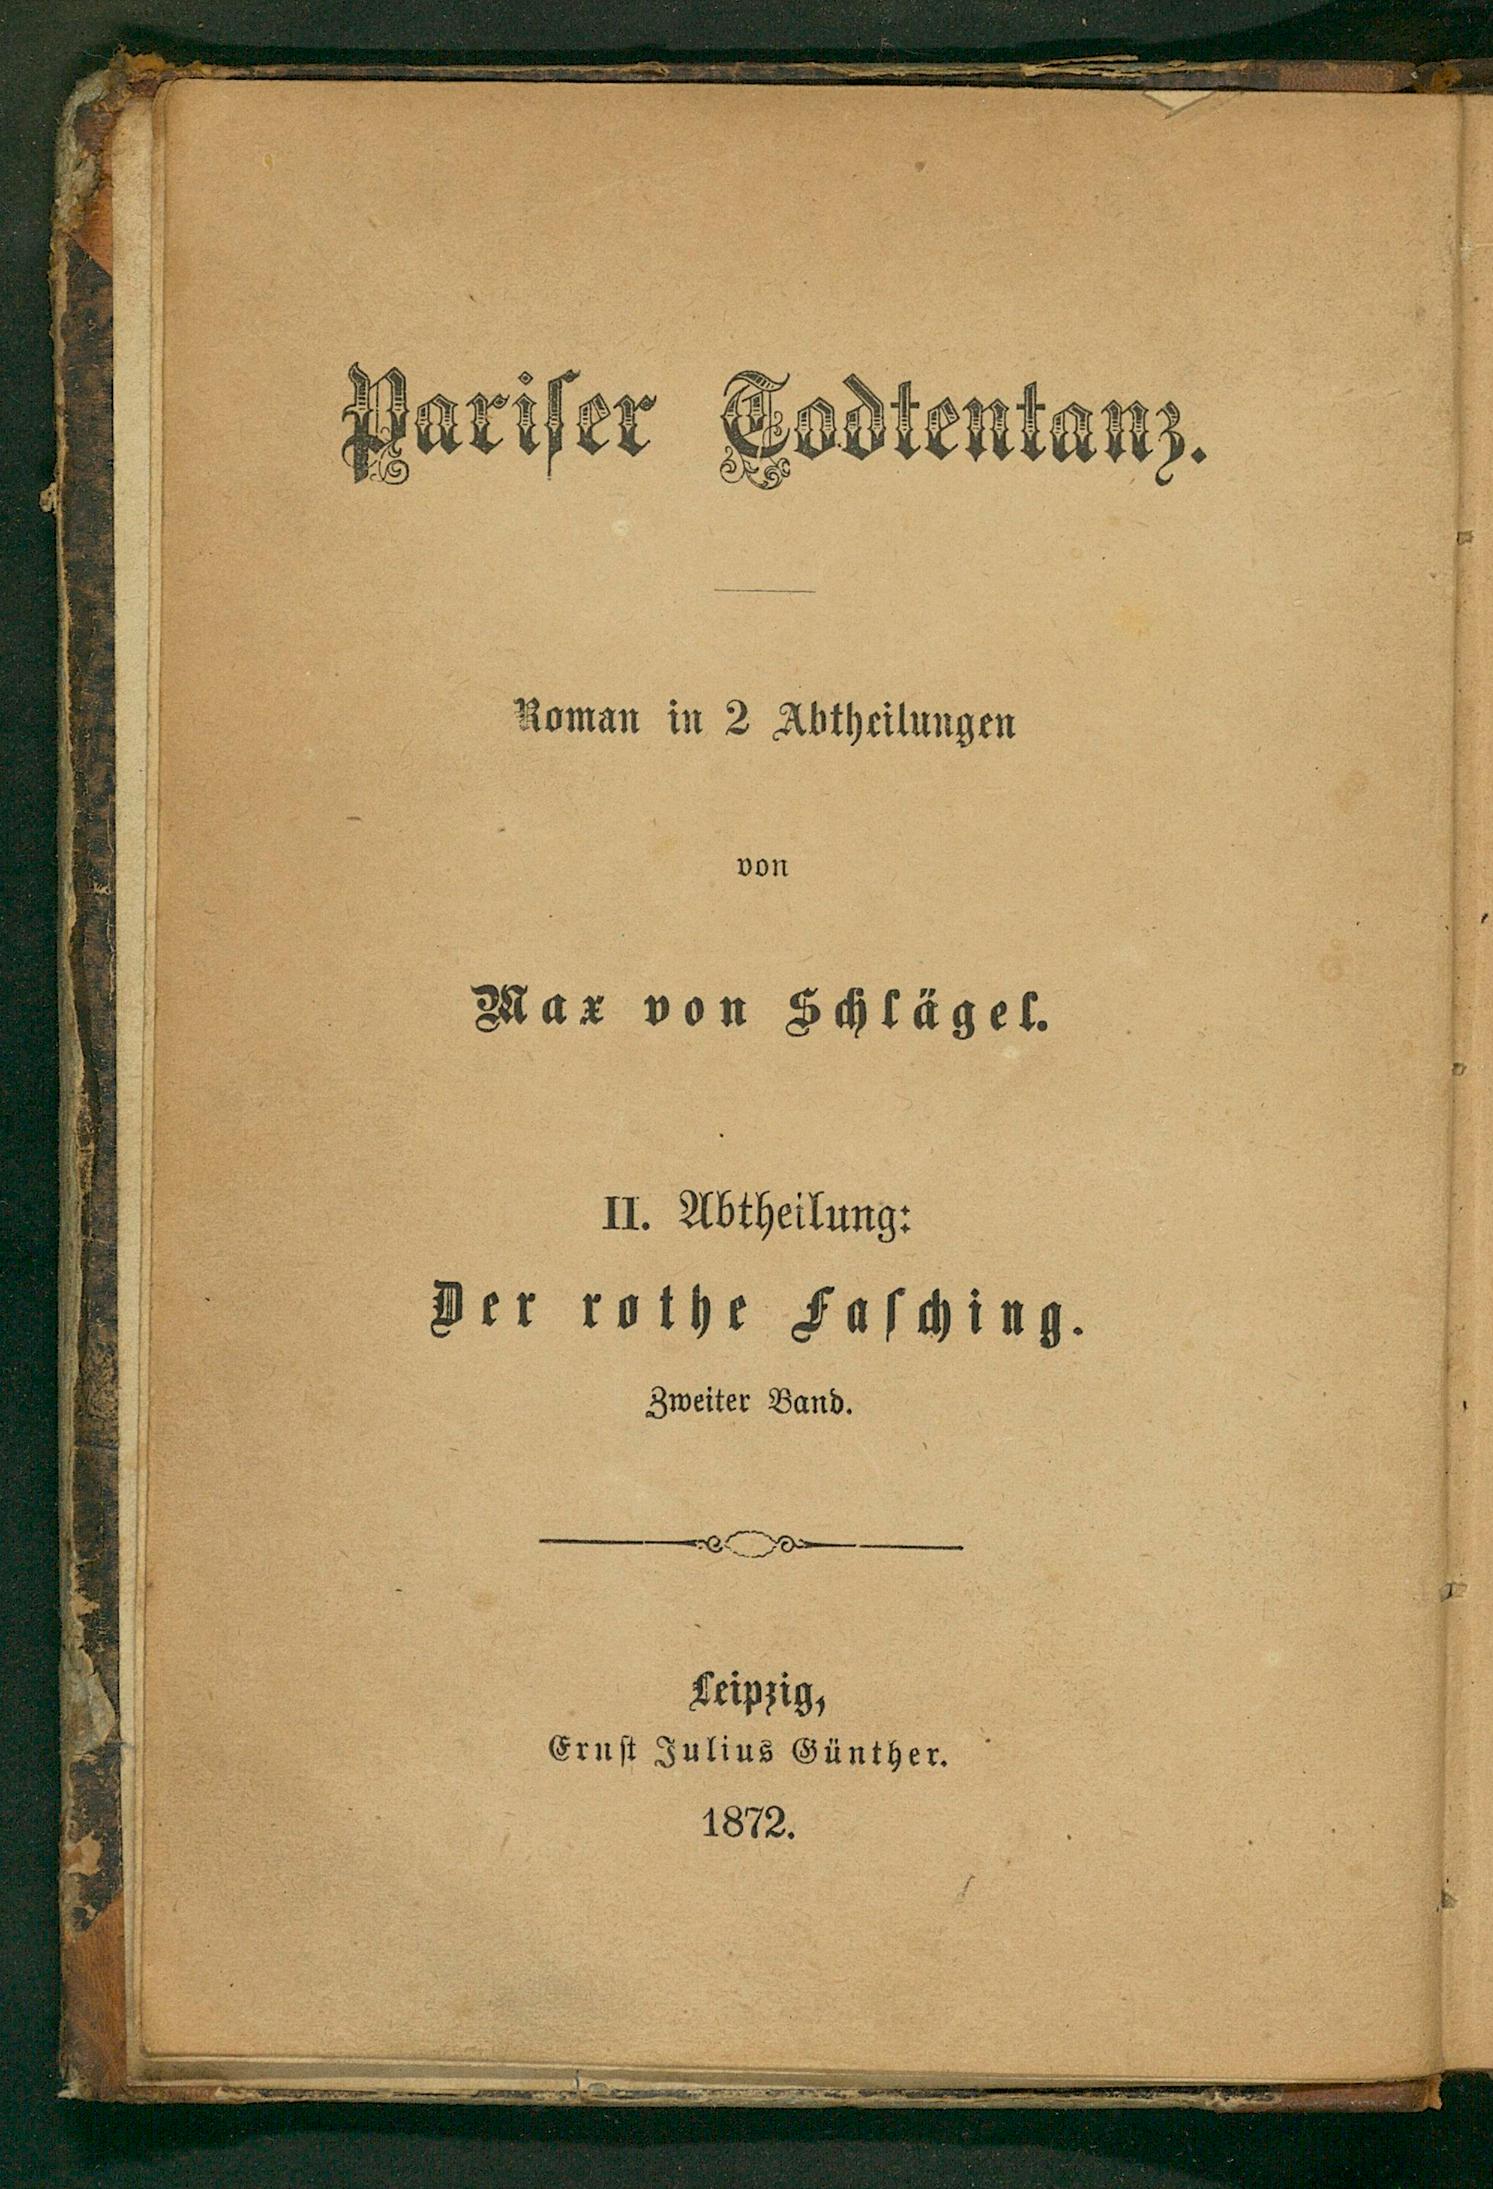 Pariſer Todtentanz.
Roman in 2 Abtheilungen
von
Max von Schlägel.
II. Abtheilung:
Der rothe Faſching.
Zweiter Band.
Leipzig,
Ernſt Julius Günther.
1872.